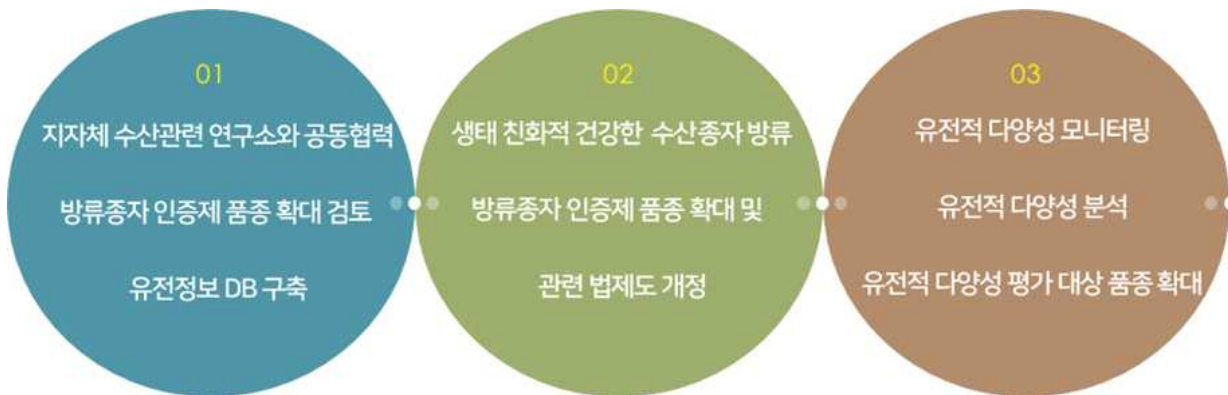 01
지자체 수산관련 연구소와 공동협력
방류종자 인증제 품종 확대 검토
유전정보 DB 구축
02
생태 친화적 건강한 수산종자 방류
방류종자 인증제 품종 확대 및
관련 법제도 개정
03
유전적 다양성 모니터링
유전적 다양성 분석
유전적 다양성 평가 대상 품종 확대